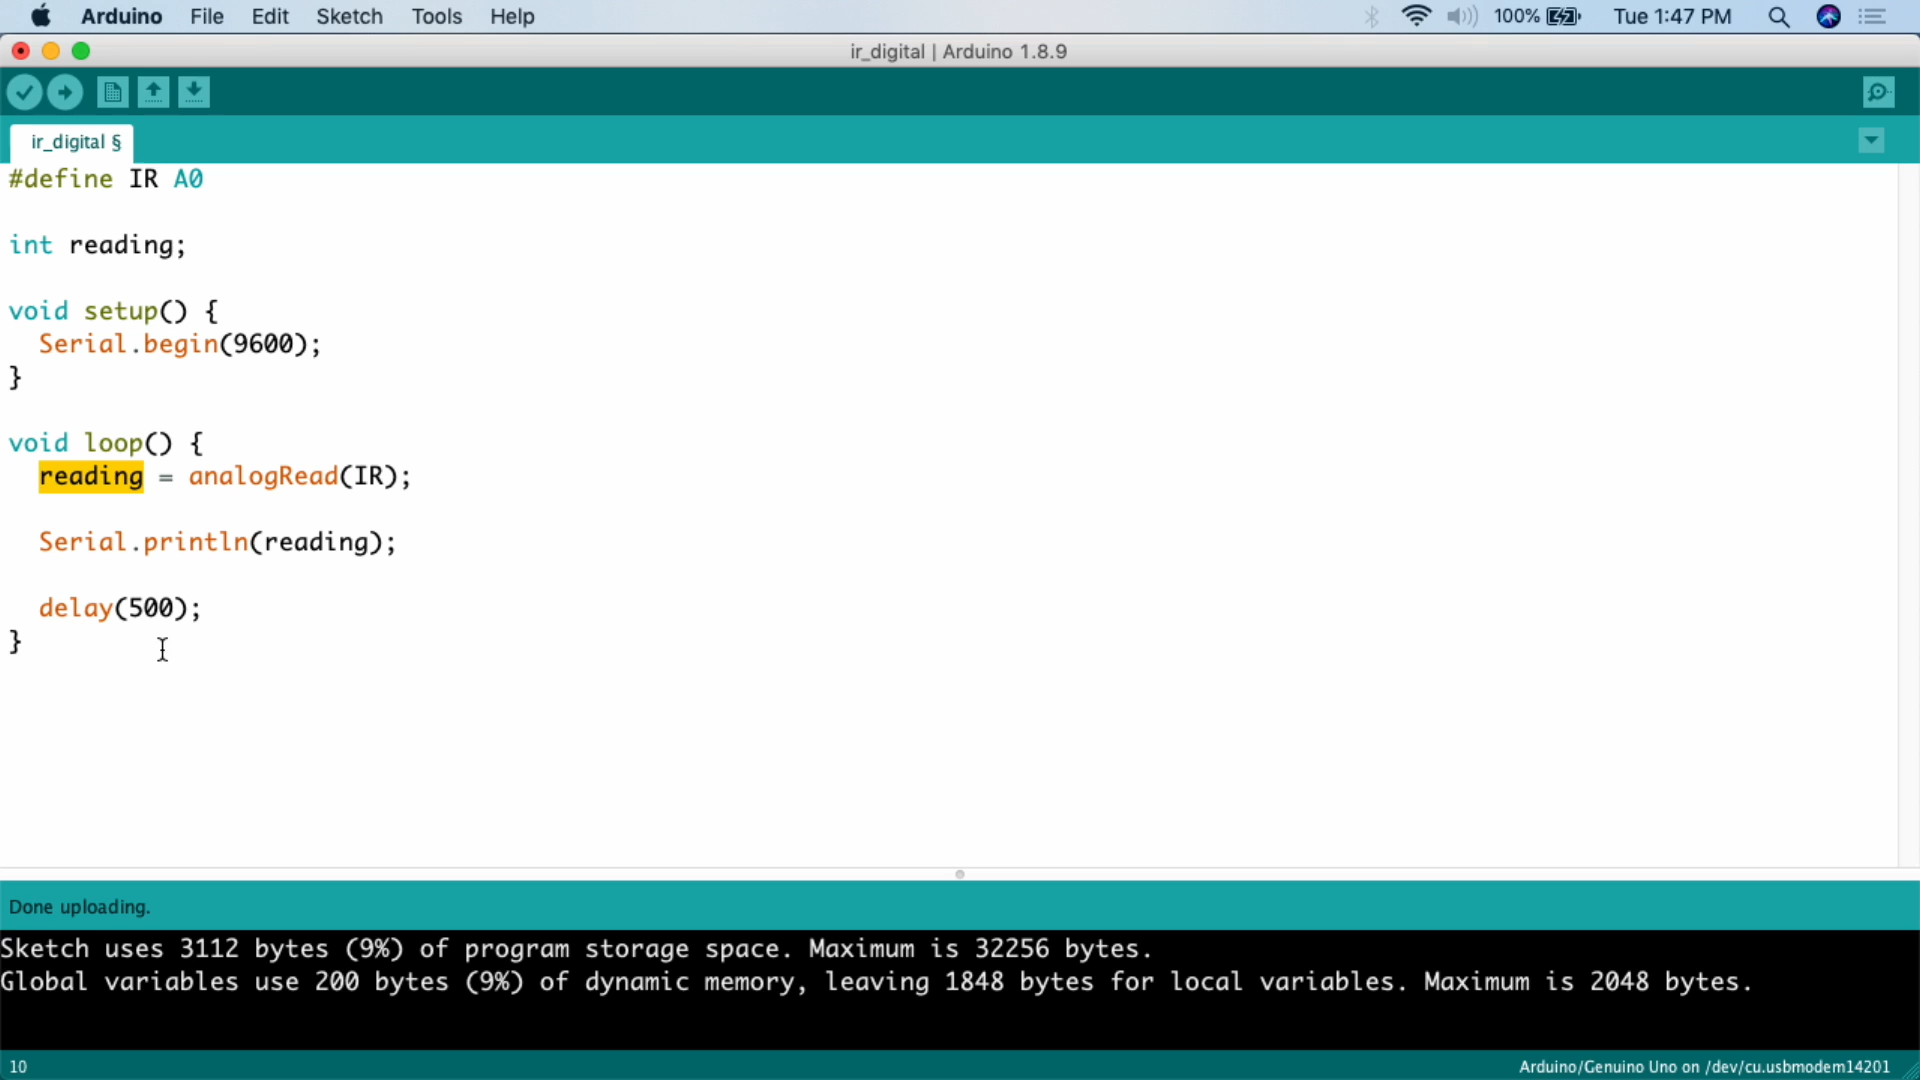 Arduino File Edit Sketch Tools Help 100% Tue 1:47 PM
ir_digital | Arduino 1.8.9
ir_digital §
#define IR A0
int reading;
void setup() {
Serial.begin(9600);
}
void loop() {
reading = analogRead(IR);
Serial.println(reading);
delay(500);
}
Done uploading.
Sketch uses 3112 bytes (9%) of program storage space. Maximum is 32256 bytes.
Global variables use 200 bytes (9%) of dynamic memory, leaving 1848 bytes for local variables. Maximum is 2048 bytes.
10 Arduino/Genuino Uno on /dev/cu.usbmodem14201